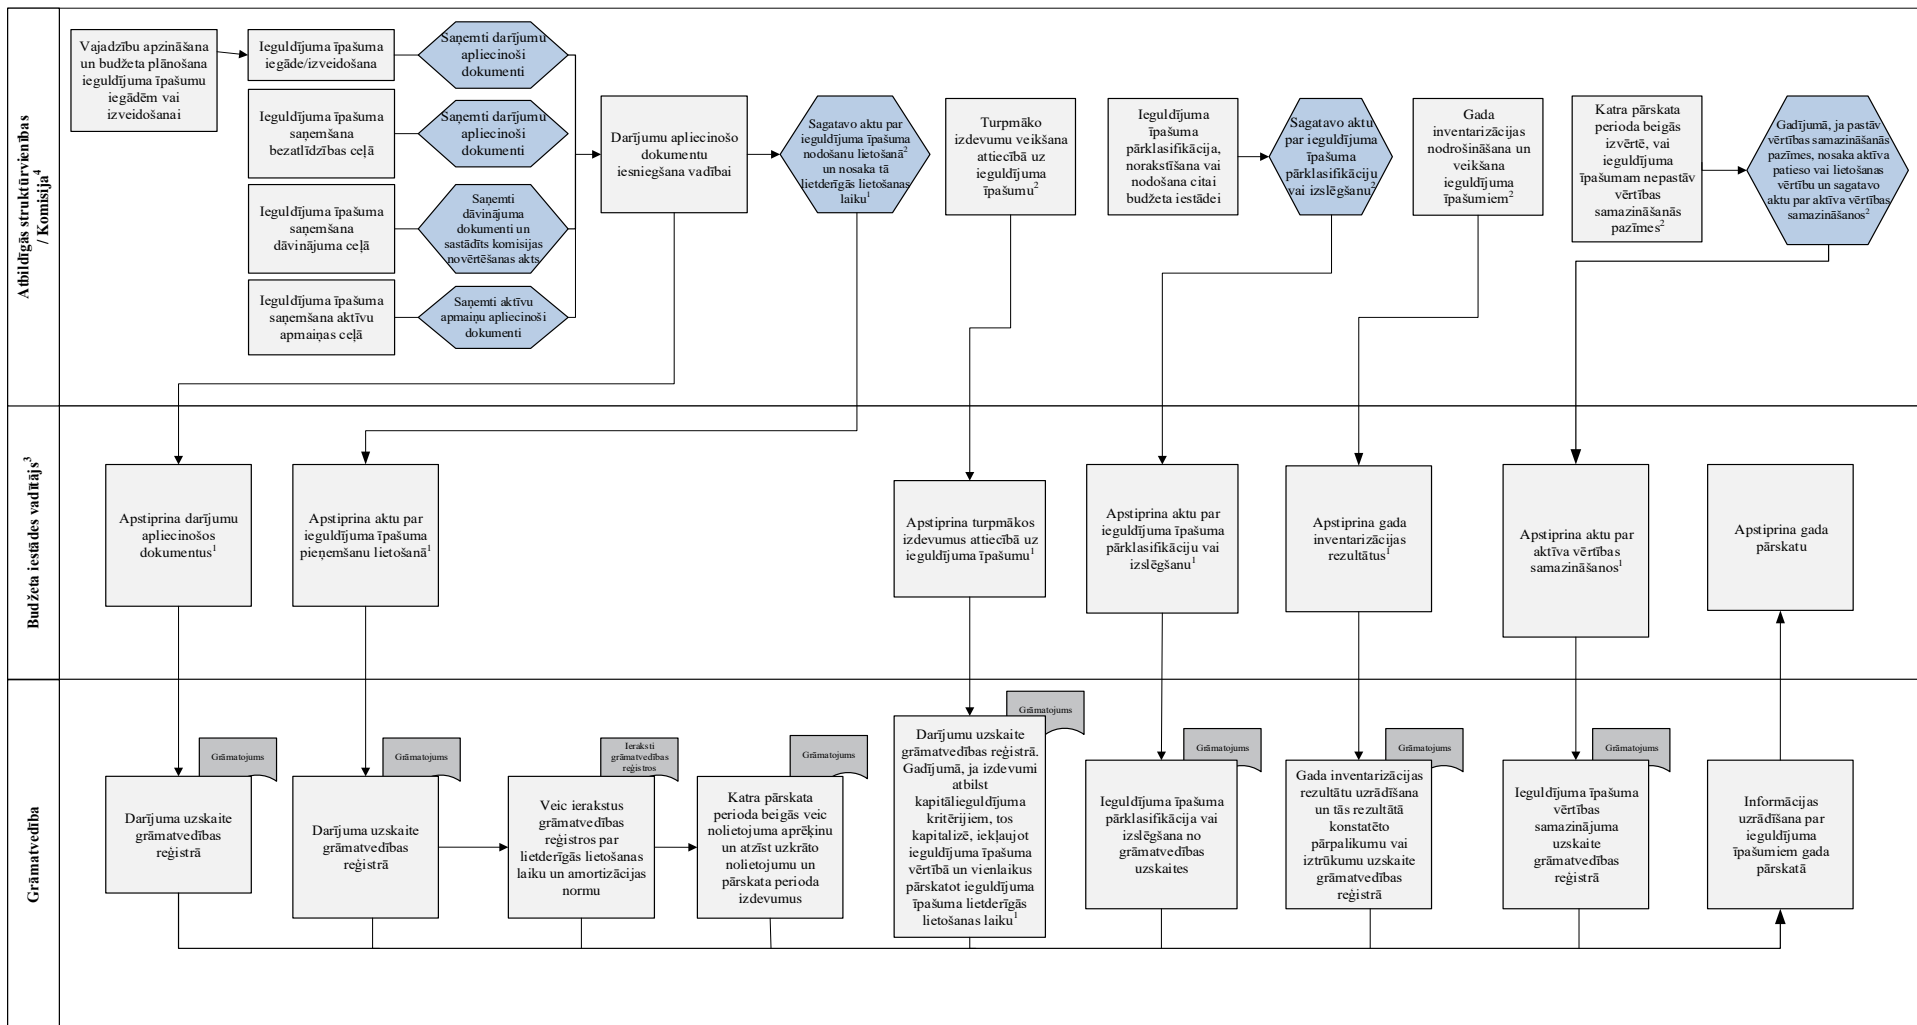 Atbildīgās struktūrvienības
/ Komisija4
Vajadzību apzināšana
un budžeta plānošana
ieguldījuma īpašumu
iegādēm vai
izveidošanai
Ieguldījuma īpašuma
iegāde/izveidošana
Saņemti darījumu
apliecinoši
dokumenti
Ieguldījuma īpašuma
saņemšana
bezatlīdzības ceļā
Saņemti darījumu
apliecinoši
dokumenti
Ieguldījuma īpašuma
saņemšana
dāvinājuma ceļā
Saņemti
dāvinājuma
dokumenti un
sastādīts komisijas
novērtēšanas akts
Ieguldījuma īpašuma
saņemšana aktīvu
apmaiņas ceļā
Saņemti aktīvu
apmaiņu apliecinoši
dokumenti
Darījumu apliecinošo
dokumentu
iesniegšana vadībai
Sagatavo aktu par
ieguldījuma īpašuma
nodošanu lietošanā2
un nosaka tā
lietderīgās lietošanas
laiku1
Turpmāko
izdevumu veikšana
attiecībā uz
ieguldījuma
īpašumu2
Ieguldījuma
īpašuma
pārklasifikācija,
norakstīšana vai
nodošana citai
budžeta iestādei
Sagatavo aktu
par ieguldījuma
īpašuma
pārklasifikāciju
vai izslēgšanu2
Gada
inventarizācijas
nodrošināšana un
veikšana
ieguldījuma
īpašumiem2
Katra pārskata
perioda beigās
izvērtē, vai
ieguldījuma
īpašumam nepastāv
vērtības
samazināšanās
pazīmes2
Gadījumā, ja pastāv
vērtības samazināšanās
pazīmes, nosaka aktīva
patieso vai lietošanas
vērtību un sagatavo
aktu par aktīva vērtības
samazināšanos2
Budžeta iestādes vadītājs3
Apstiprina darījumu
apliecinošos
dokumentus1
Apstiprina aktu par
ieguldījuma īpašuma
pieņemšanu lietošanā1
Apstiprina turpmākos
izdevumus attiecībā uz
ieguldījuma īpašumu1
Apstiprina aktu par
ieguldījuma īpašuma
pārklasifikāciju vai
izslēgšanu1
Apstiprina gada
inventarizācijas
rezultātus1
Apstiprina aktu par
aktīva vērtības
samazināšanos1
Apstiprina gada
pārskatu
Grāmatvedība
Grāmatojums
Darījuma uzskaite
grāmatvedības
reģistrā
Grāmatojums
Darījuma uzskaite
grāmatvedības
reģistrā
Ieraksti
grāmatvedības
reģistros
Veic ierakstus
grāmatvedības
reģistros par
lietderīgās lietošanas
laiku un amortizācijas
normu
Grāmatojums
Katra pārskata
perioda beigās veic
nolietojuma aprēķinu
un atzīst uzkrāto
nolietojumu un
pārskata perioda
izdevumus
Grāmatojums
Darījumu uzskaite
grāmatvedības reģistrā.
Gadījumā, ja izdevumi
atbilst
kapitālieguldījuma
kritērijiem, tos
kapitalizē, iekļaujot
ieguldījuma īpašuma
vērtībā un vienlaikus
pārskatot ieguldījuma
īpašuma lietderīgās
lietošanas laiku1
Grāmatojums
Ieguldījuma īpašuma
pārklasifikācija vai
izslēgšana no
grāmatvedības
uzskaites
Grāmatojums
Gada inventarizācijas
rezultātu uzrādīšana
un tās rezultātā
konstatēto
pārpalikumu vai
iztrūkumu uzskaite
grāmatvedības
reģistrā
Grāmatojums
Ieguldījuma īpašuma
vērtības
samazinājuma
uzskaite
grāmatvedības
reģistrā
Informācijas
uzrādīšana par
ieguldījuma
īpašumiem gada
pārskatā